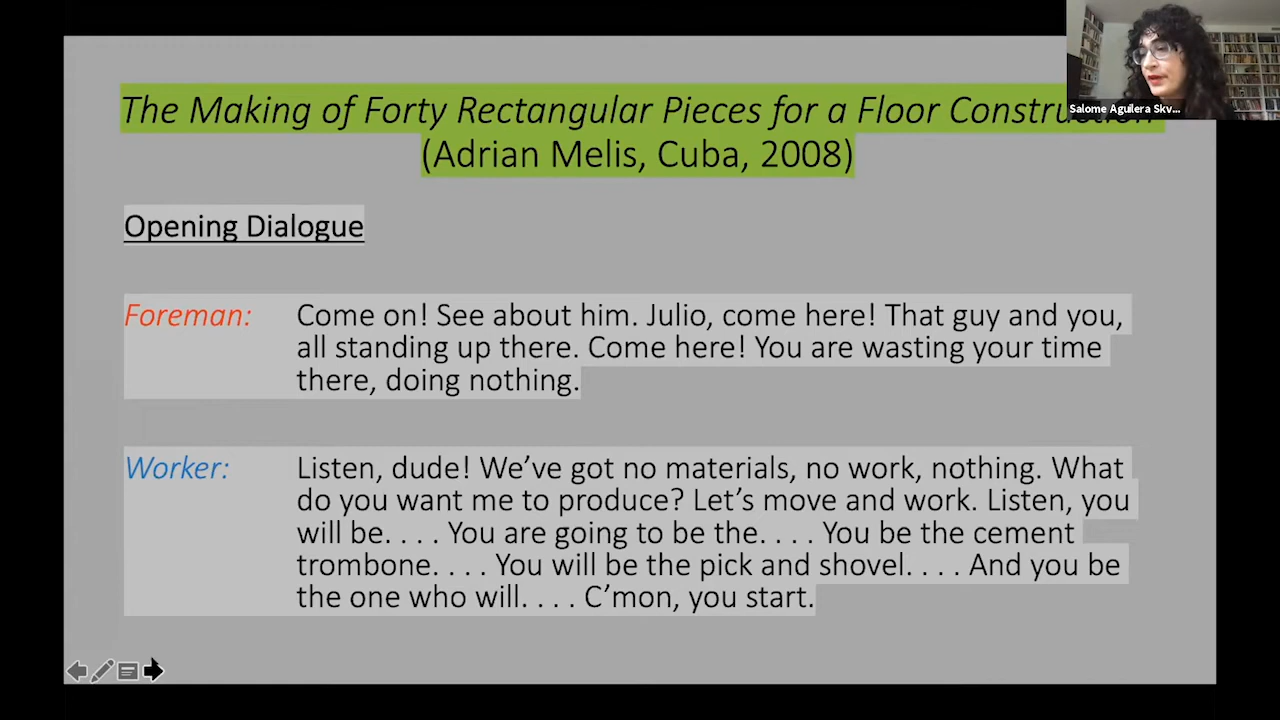 The Making of Forty Rectangular Pieces for a Floor Construction
(Adrian Melis, Cuba, 2008)
Salome Aguilera Skv...
Opening Dialogue
Foreman: Come on! See about him. Julio, come here! That guy and you,
all standing up there. Come here! You are wasting your time
there, doing nothing.
Worker: Listen, dude! We’ve got no materials, no work, nothing. What
do you want me to produce? Let’s move and work. Listen, you
will be. . . . You are going to be the. . . . You be the cement
trombone. . . . You will be the pick and shovel. . . . And you be
the one who will. . . . C’mon, you start.